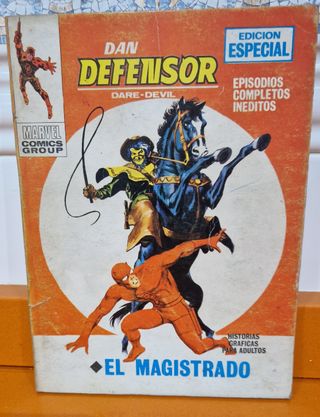 DAN
DEFENSOR
DARE-DEVIL
EDICION
ESPECIAL
EPISODIOS
COMPLETOS
INEDITOS
MARVEL
COMICS
GROUP
HISTORIAS
GRAFICAS
PARA ADULTOS
EL MAGISTRADO